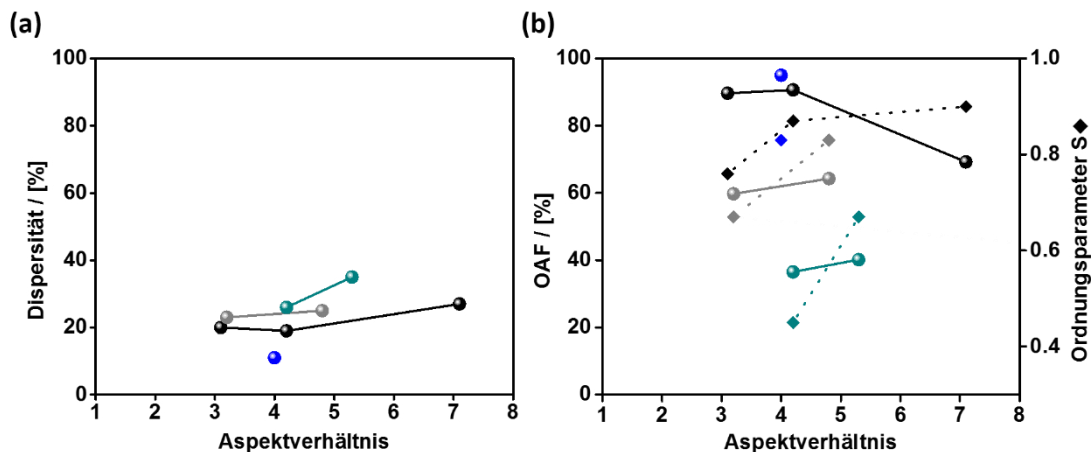 (a)
100
80
60
40
20
0
Dispersität / [%]
1 2 3 4 5 6 7 8
Aspektverhältnis
(b)
100
80
60
40
20
0
OAF / [%]
1 2 3 4 5 6 7 8
Aspektverhältnis
1.0
0.8
0.6
0.4
Ordnungsparameter S◆